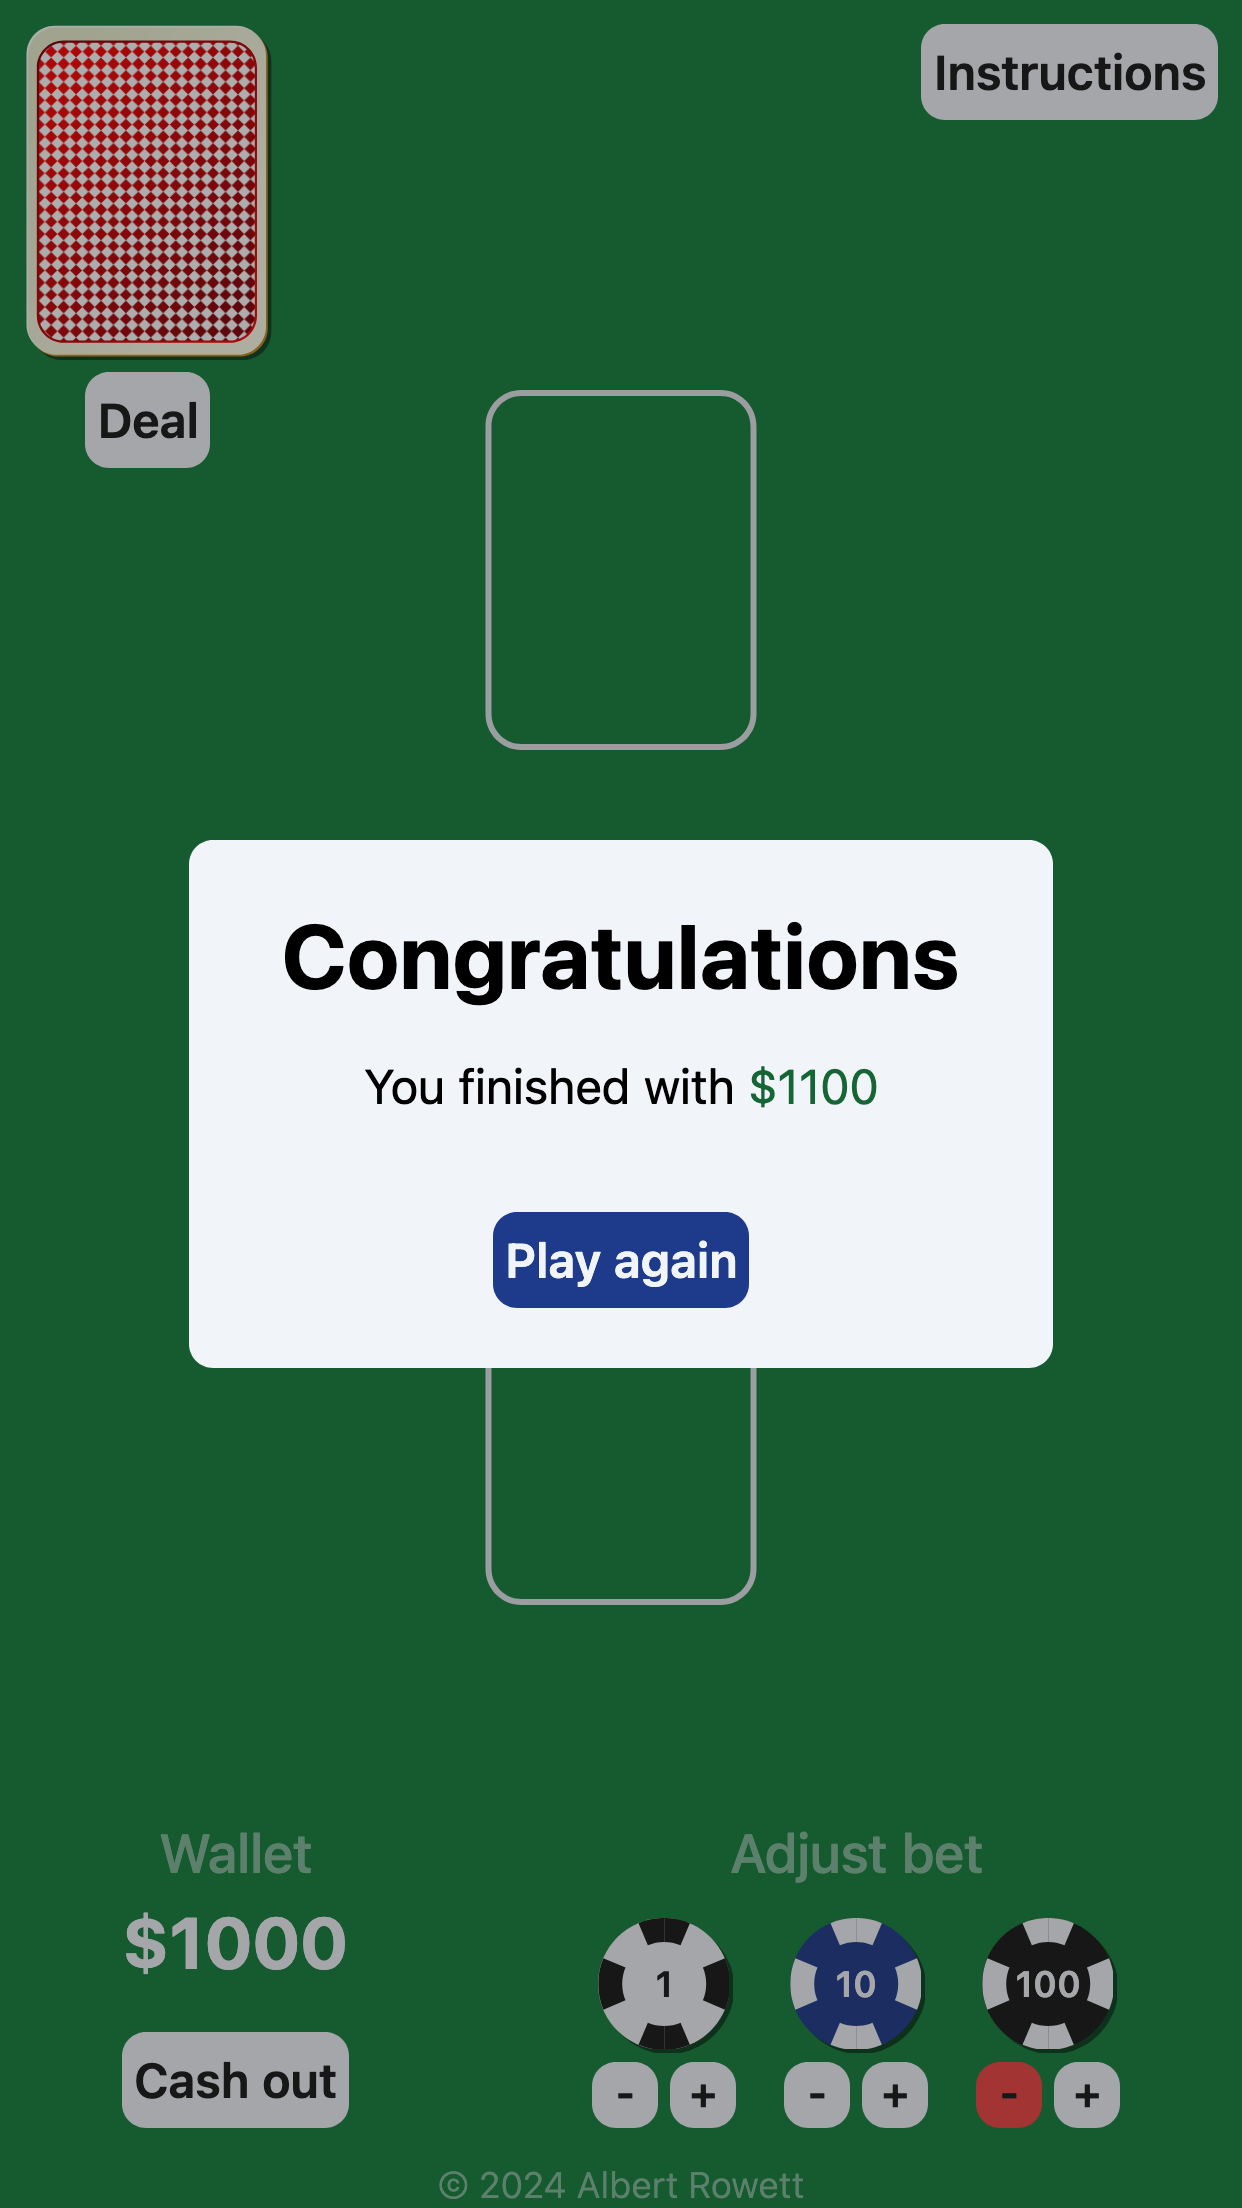 Instructions
Deal
Congratulations
You finished with $1100
Play again
Wallet
$1000
Cash out
Adjust bet
1 10 100
- + - + - +
© 2024 Albert Rowett